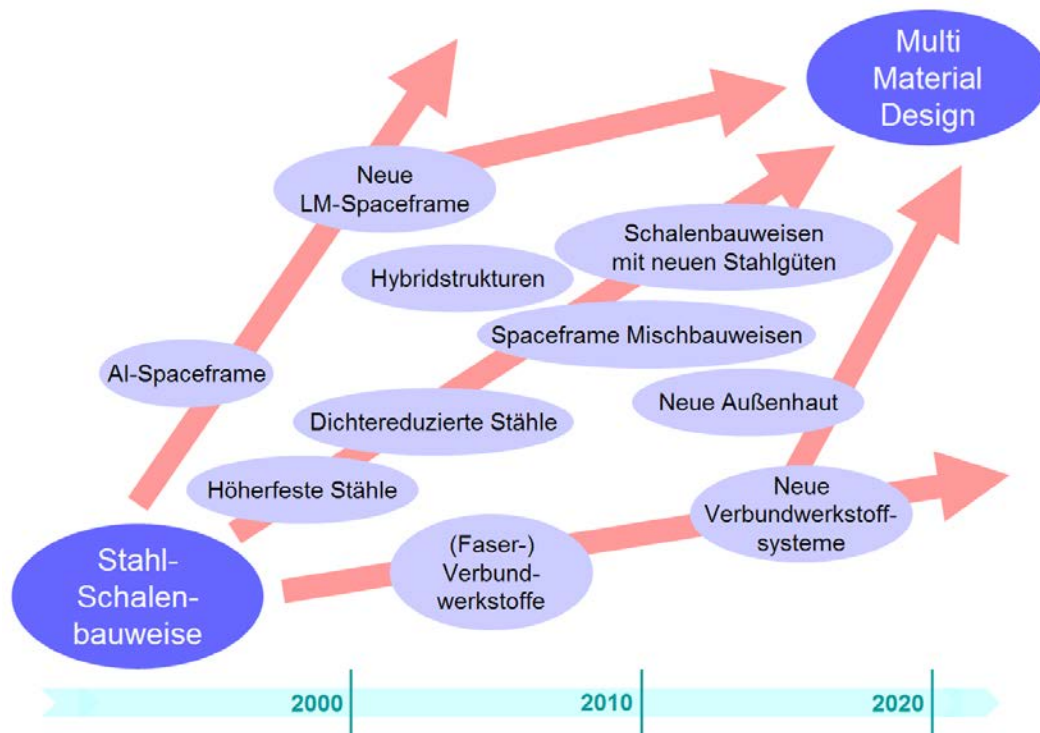 Multi
Material
Design
Neue
LM-Spaceframe
Schalenbauweisen
mit neuen Stahlgüten
Hybridstrukturen
Spaceframe Mischbauweisen
Al-Spaceframe
Neue Außenhaut
Dichtereduzierte Stähle
Höherfeste Stähle
Neue
Verbundwerkstoff-
systeme
(Faser-)
Verbund-
werkstoffe
Stahl-
Schalen-
bauweise
2000
2010
2020